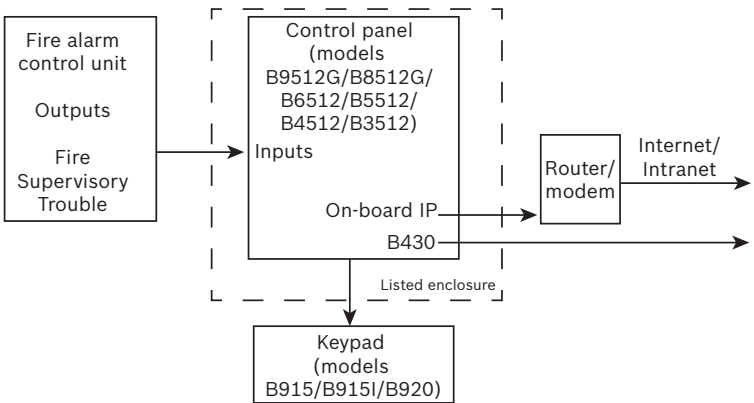 Fire alarm
control unit
Outputs
Fire
Supervisory
Trouble
Control panel
(models
B9512G/B8512G/
B6512/B5512/
B4512/B3512)
Inputs
On-board IP
B430
Listed enclosure
Router/
modem
Internet/
Intranet
Keypad
(models
B915/B915I/B920)